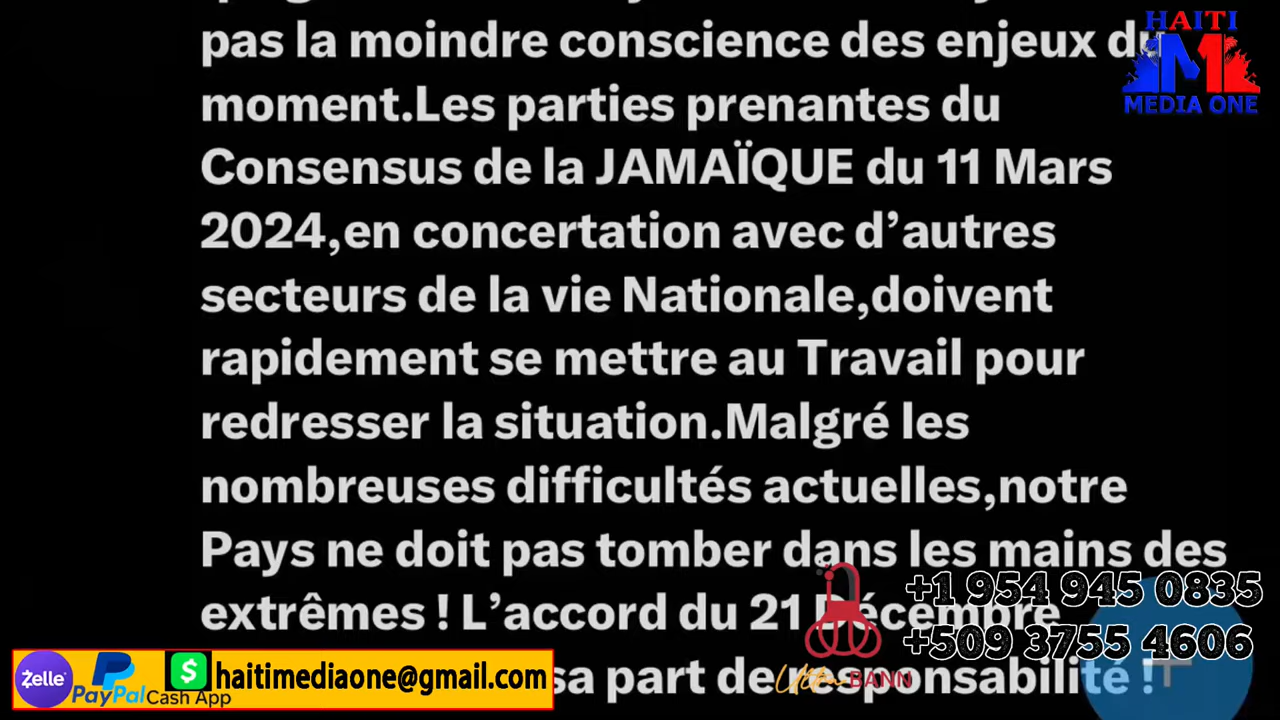 pas la moindre conscience des enjeux du
moment.Les parties prenantes du
Consensus de la JAMAÏQUE du 11 Mars
2024,en concertation avec d’autres
secteurs de la vie Nationale,doivent
rapidement se mettre au Travail pour
redresser la situation.Malgré les
nombreuses difficultés actuelles,notre
Pays ne doit pas tomber dans les mains des
extrêmes ! L’accord du 21 Décembre
sa part de responsabilité !
HAITI
M1
MEDIA ONE
+1 954 945 0835
+509 3755 4606
Zelle
PayPal
Cash App
haitimediaone@gmail.com
BANN